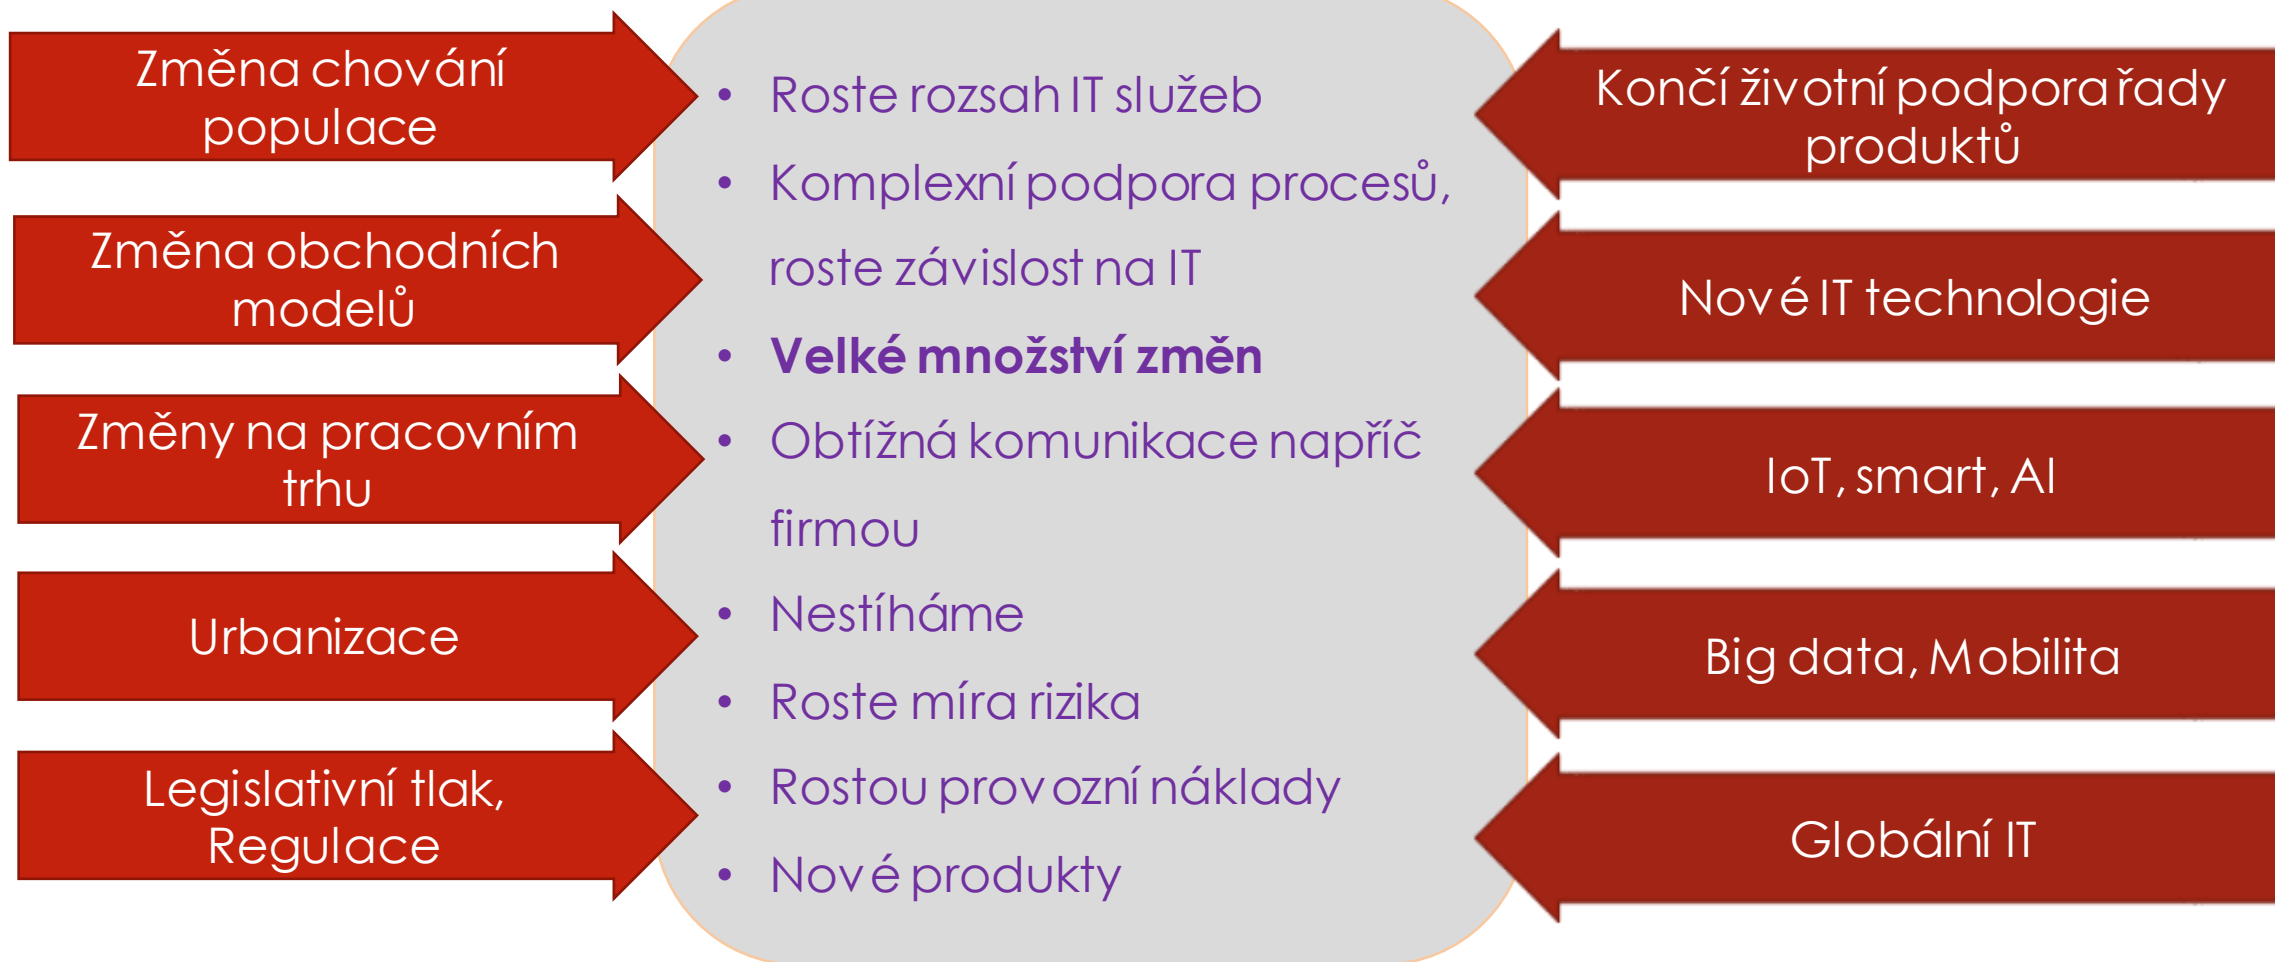 Změna chování
populace
Změna obchodních
modelů
Změny na pracovním
trhu
Urbanizace
Legislativní tlak,
Regulace
• Roste rozsah IT služeb
• Komplexní podpora procesů,
roste závislost na IT
• Velké množství změn
• Obtížná komunikace napříč
firmou
• Nestíháme
• Roste míra rizika
• Rostou provozní náklady
• Nové produkty
Končí životní podpora řady
produktů
Nové IT technologie
IoT, smart, AI
Big data, Mobilita
Globální IT